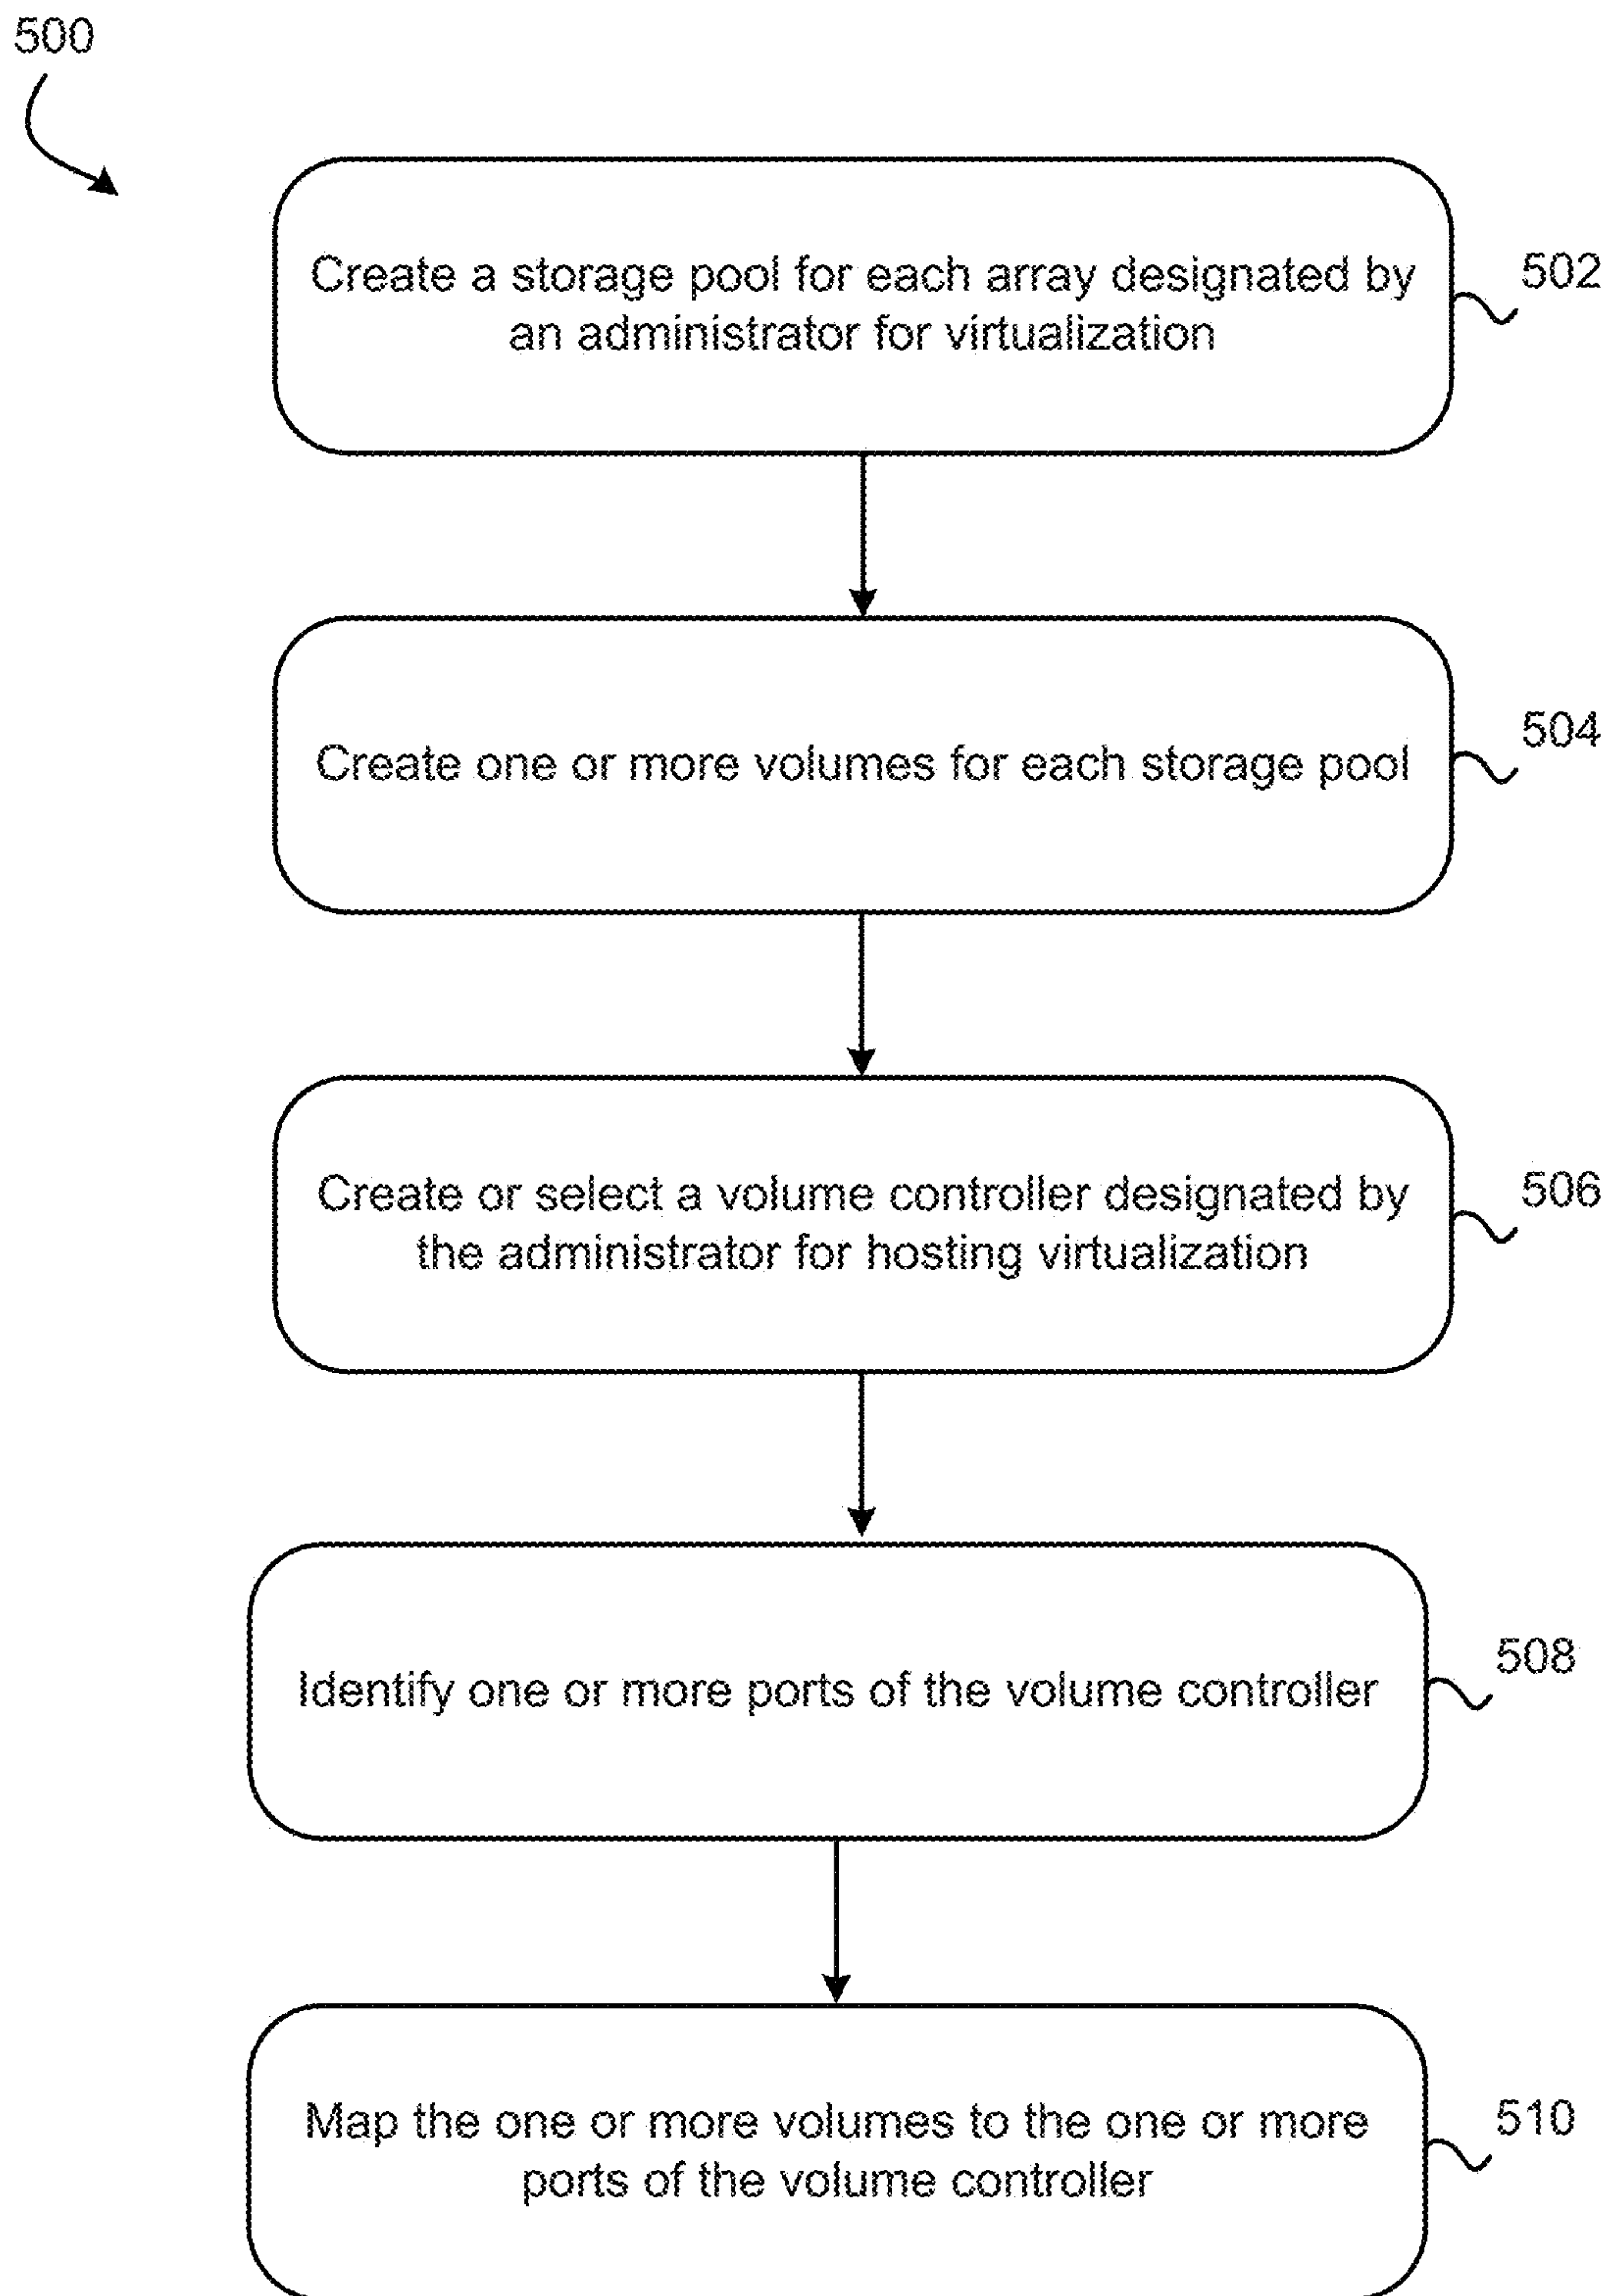 500
Create a storage pool for each array designated by
an administrator for virtualization
502
Create one or more volumes for each storage pool
504
Create or select a volume controller designated by
the administrator for hosting virtualization
506
Identify one or more ports of the volume controller
508
Map the one or more volumes to the one or more
ports of the volume controller
510